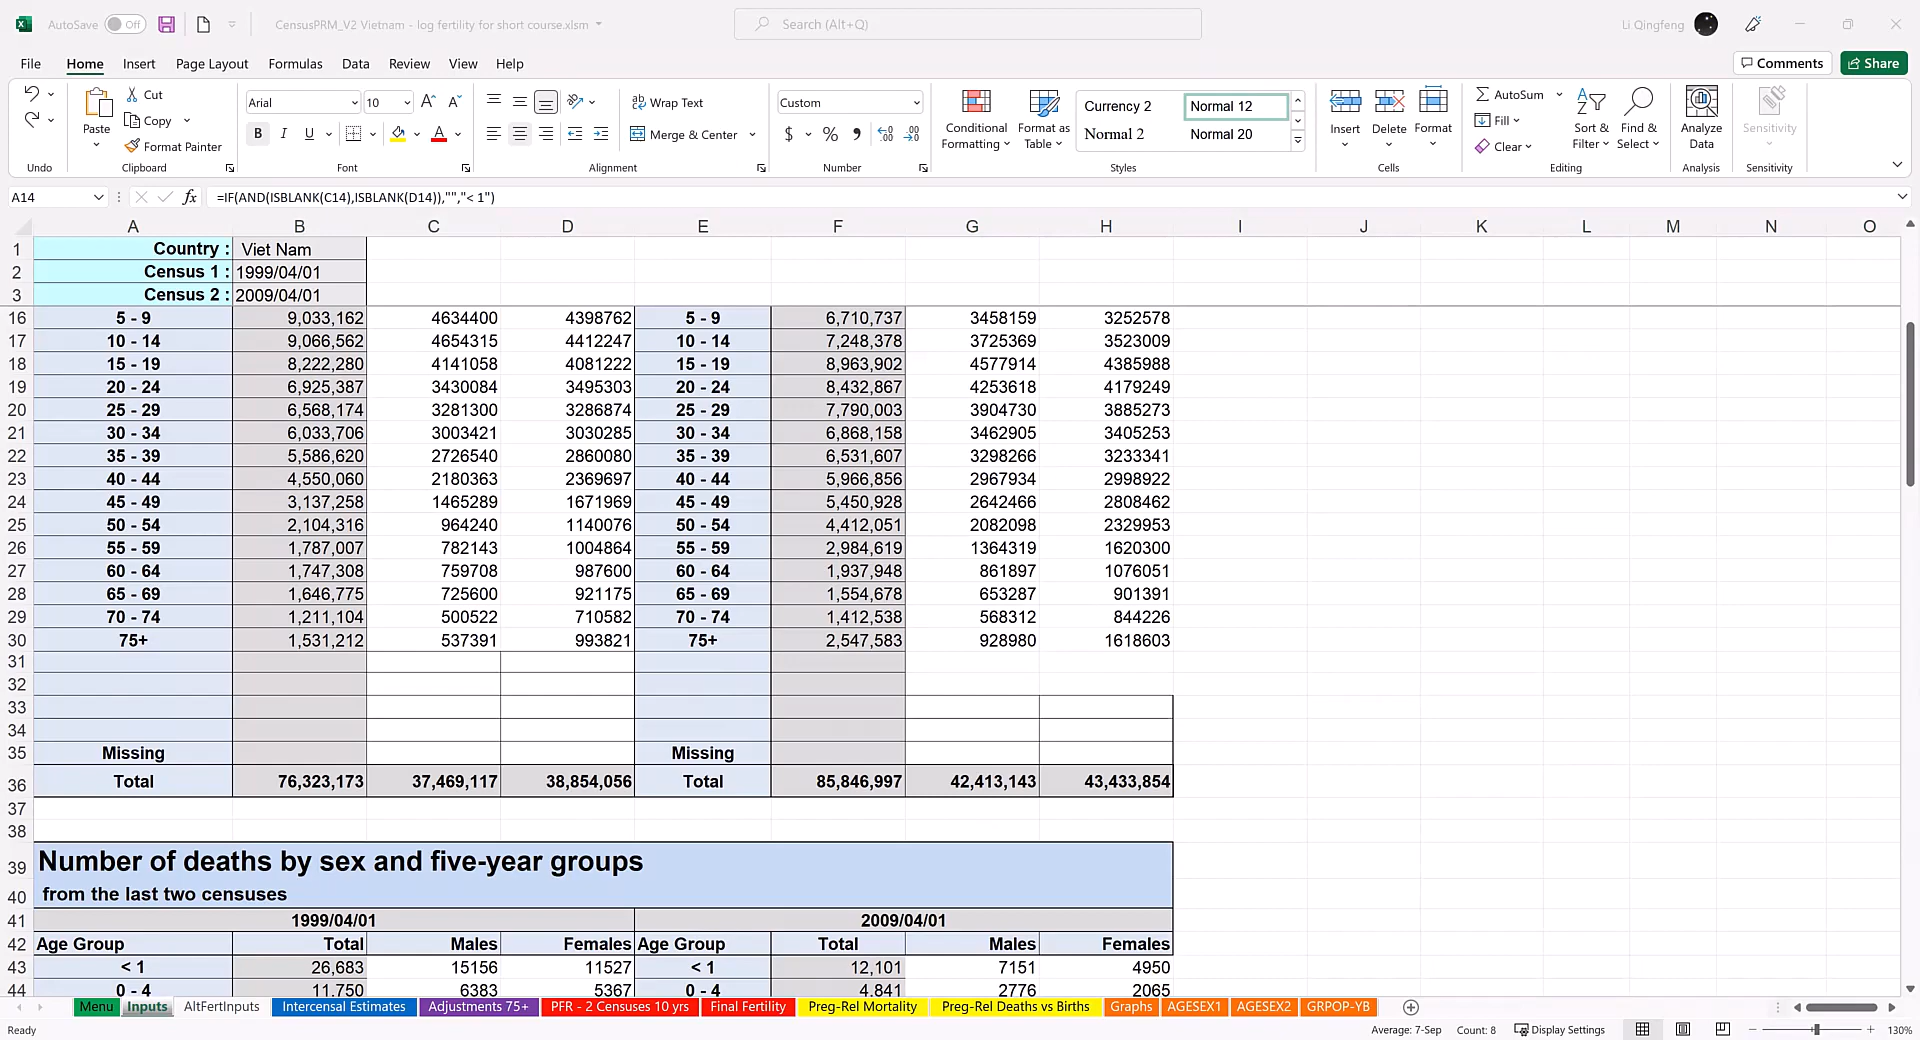 AutoSave Off CensusPRM_V2 Vietnam - log fertility for short course.xlsm Search (Alt+Q) Li Qingfeng
File Home Insert Page Layout Formulas Data Review View Help Comments Share
Cut Arial 10 Wrap Text Custom Currency 2 Normal 12 AutoSum
Paste Copy B I U Merge & Center $ % Conditional Formatting Format as Table Normal 2 Normal 20 Insert Delete Format Fill Sort & Filter Find & Select Analyze Data Sensitivity
Format Painter Clear
Undo Clipboard Font Alignment Number Styles Cells Editing Analysis Sensitivity
A14 fx =IF(AND(ISBLANK(C14),ISBLANK(D14)),"","< 1")
A B C D E F G H I J K L M N O
1 Country : Viet Nam
2 Census 1 : 1999/04/01
3 Census 2 : 2009/04/01
16 5 - 9 9,033,162 4634400 4398762 5 - 9 6,710,737 3458159 3252578
17 10 - 14 9,066,562 4654315 4412247 10 - 14 7,248,378 3725369 3523009
18 15 - 19 8,222,280 4141058 4081222 15 - 19 8,963,902 4577914 4385988
19 20 - 24 6,925,387 3430084 3495303 20 - 24 8,432,867 4253618 4179249
20 25 - 29 6,568,174 3281300 3286874 25 - 29 7,790,003 3904730 3885273
21 30 - 34 6,033,706 3003421 3030285 30 - 34 6,868,158 3462905 3405253
22 35 - 39 5,586,620 2726540 2860080 35 - 39 6,531,607 3298266 3233341
23 40 - 44 4,550,060 2180363 2369697 40 - 44 5,966,856 2967934 2998922
24 45 - 49 3,137,258 1465289 1671969 45 - 49 5,450,928 2642466 2808462
25 50 - 54 2,104,316 964240 1140076 50 - 54 4,412,051 2082098 2329953
26 55 - 59 1,787,007 782143 1004864 55 - 59 2,984,619 1364319 1620300
27 60 - 64 1,747,308 759708 987600 60 - 64 1,937,948 861897 1076051
28 65 - 69 1,646,775 725600 921175 65 - 69 1,554,678 653287 901391
29 70 - 74 1,211,104 500522 710582 70 - 74 1,412,538 568312 844226
30 75+ 1,531,212 537391 993821 75+ 2,547,583 928980 1618603
31
32
33
34
35 Missing Missing
36 Total 76,323,173 37,469,117 38,854,056 Total 85,846,997 42,413,143 43,433,854
37
38
39 Number of deaths by sex and five-year groups
40 from the last two censuses
41 1999/04/01 2009/04/01
42 Age Group Total Males Females Age Group Total Males Females
43 < 1 26,683 15156 11527 < 1 12,101 7151 4950
44 0 - 4 11,750 6383 5367 0 - 4 4,841 2776 2065
Menu Inputs AltFertInputs Intercensal Estimates Adjustments 75+ PFR - 2 Censuses 10 yrs Final Fertility Preg-Rel Mortality Preg-Rel Deaths vs Births Graphs AGESEX1 AGESEX2 GRPOP-YB
Ready Average: 7-Sep Count: 8 Display Settings 130%